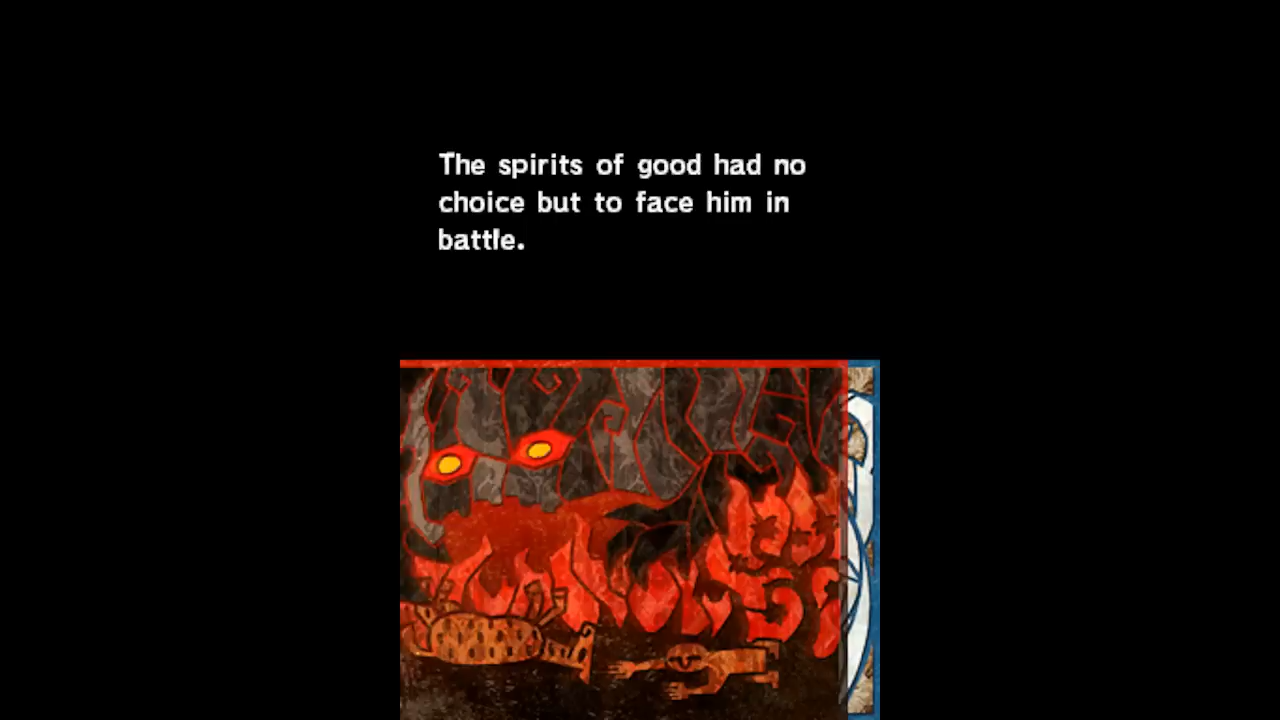 The spirits of good had no
choice but to face him in
battle.